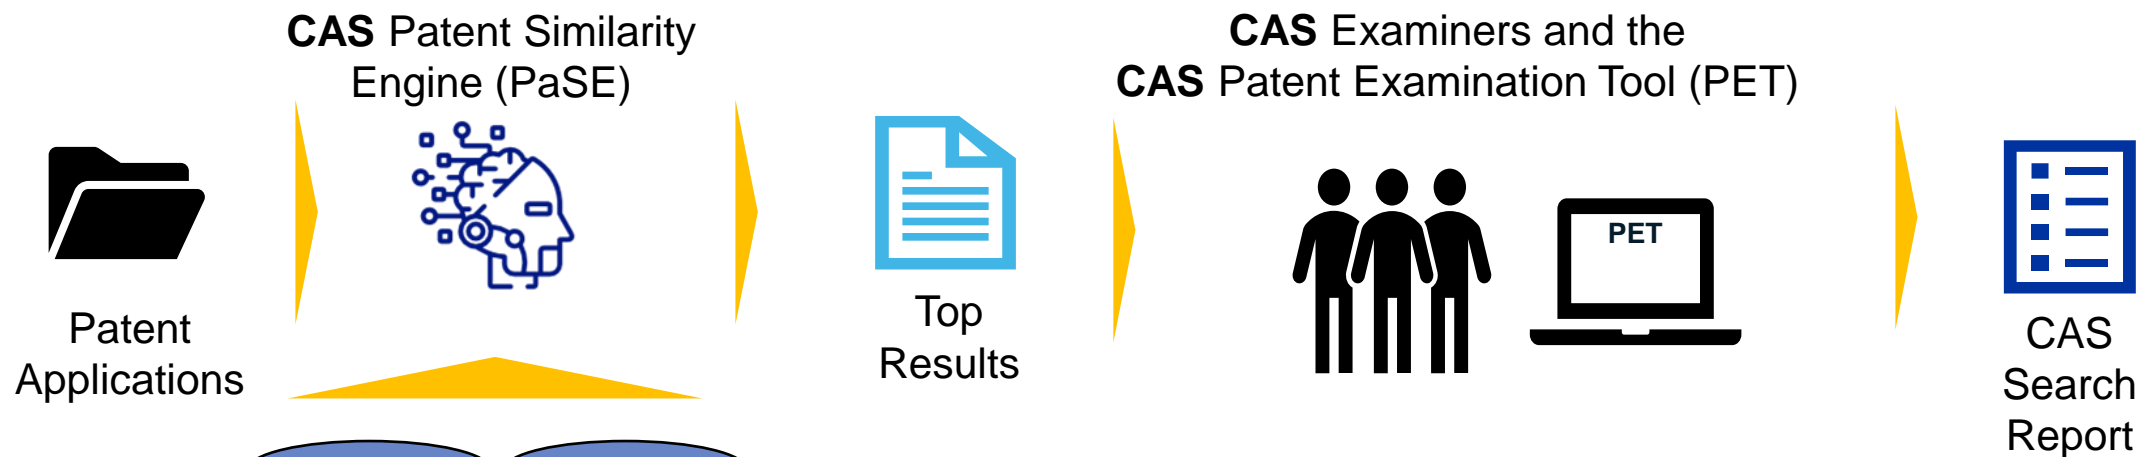 CAS Patent Similarity
Engine (PaSE)
CAS Examiners and the
CAS Patent Examination Tool (PET)
Patent
Applications
Top
Results
PET
CAS
Search
Report